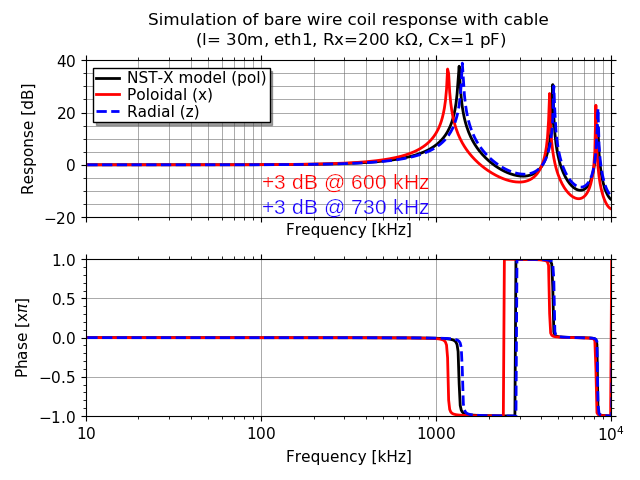 Simulation of bare wire coil response with cable
(l= 30m, eth1, Rx=200 kΩ, Cx=1 pF)
40
20
0
−20
Response [dB]
NST-X model (pol)
Poloidal (x)
Radial (z)
+3 dB @ 600 kHz
+3 dB @ 730 kHz
Frequency [kHz]
1.0
0.5
0.0
−0.5
−1.0
Phase [xπ]
10 100 1000 10⁴
Frequency [kHz]